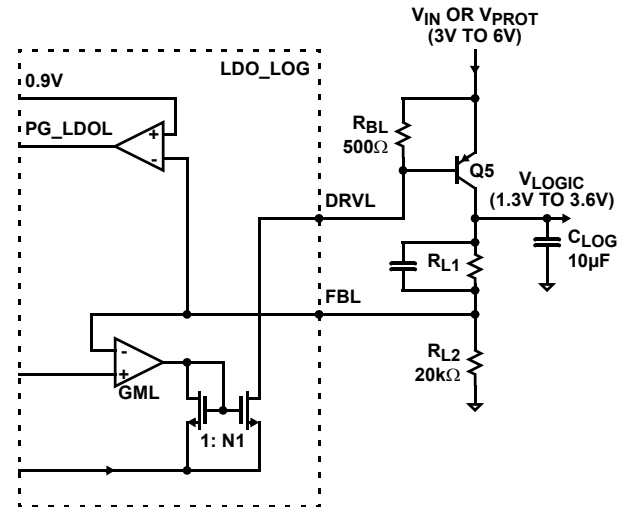 V_IN OR V_PROT
(3V TO 6V)
LDO_LOG
0.9V
PG_LDOL
+
-
R_BL
500Ω
Q5
DRVL
V_LOGIC
(1.3V TO 3.6V)
C_LOG
10µF
R_L1
FBL
-
+
GML
R_L2
20kΩ
1: N1